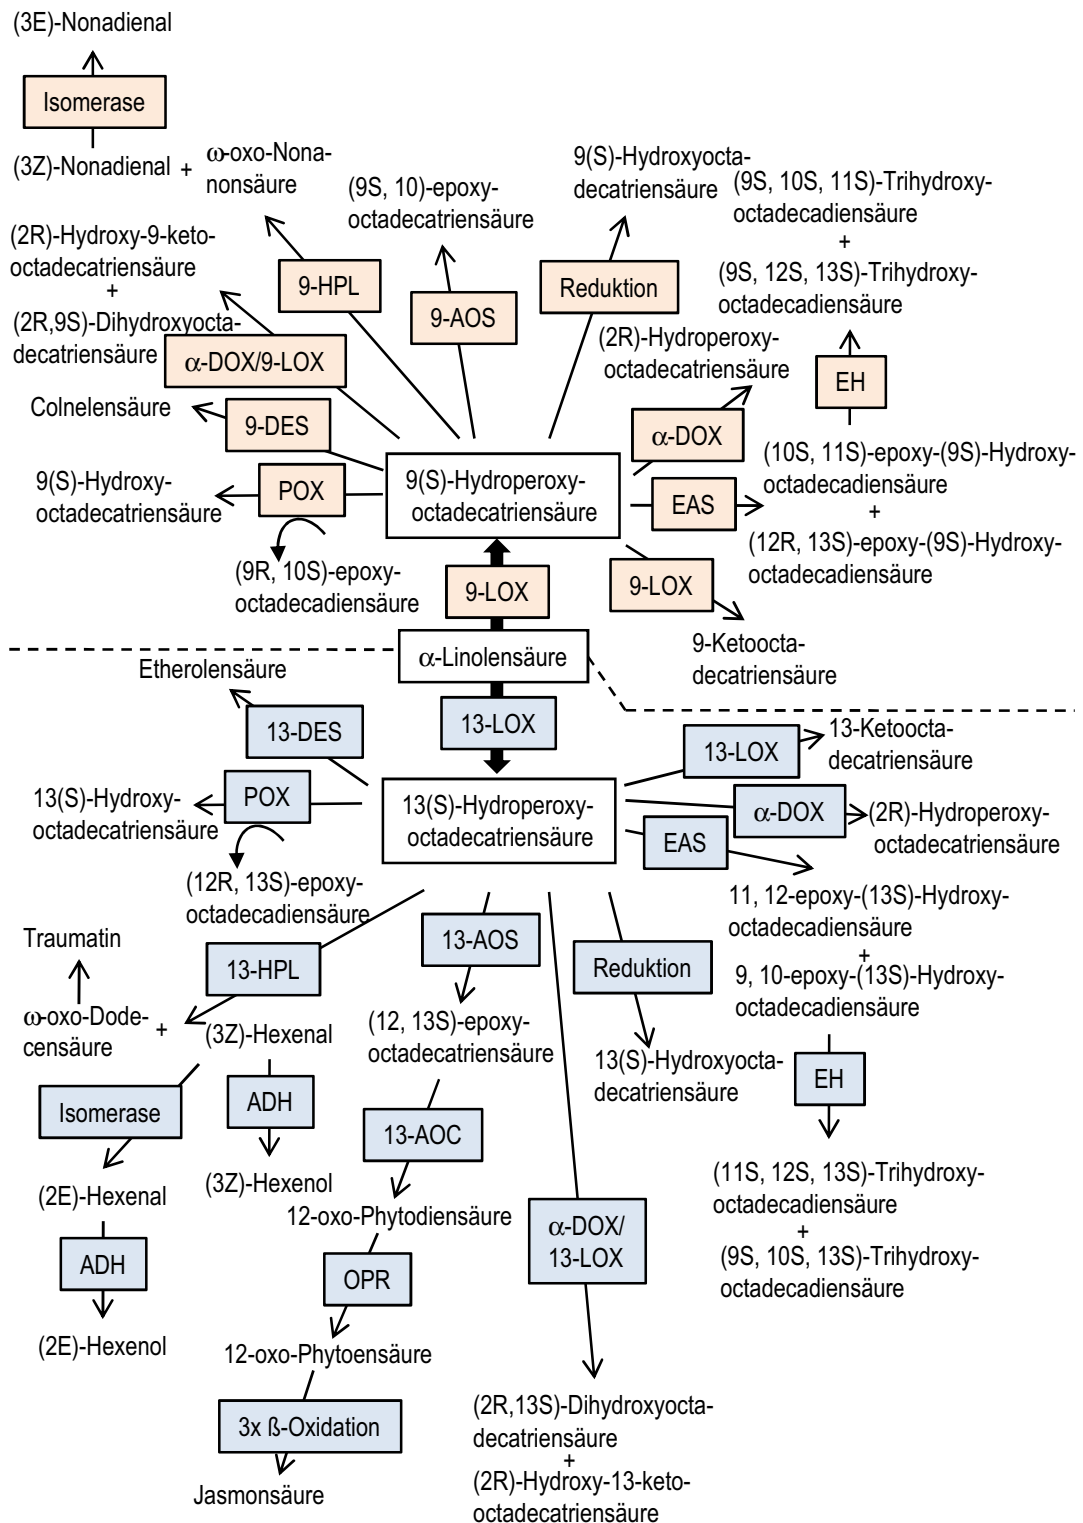 (3E)-Nonadienal
Isomerase
(3Z)-Nonadienal
+
ω-oxo-Nona-
nonsäure
(9S, 10)-epoxy-
octadecatriensäure
9(S)-Hydroxyocta-
decatriensäure
(9S, 10S, 11S)-Trihydroxy-
octadecadiensäure
+
(9S, 12S, 13S)-Trihydroxy-
octadecadiensäure
(2R)-Hydroxy-9-keto-
octadecatriensäure
+
(2R,9S)-Dihydroxyocta-
decatriensäure
9-HPL
9-AOS
Reduktion
α-DOX/9-LOX
(2R)-Hydroperoxy-
octadecatriensäure
EH
Colnelensäure
9-DES
α-DOX
9(S)-Hydroxy-
octadecatriensäure
POX
9(S)-Hydroperoxy-
octadecatriensäure
EAS
(10S, 11S)-epoxy-(9S)-Hydroxy-
octadecadiensäure
+
(12R, 13S)-epoxy-(9S)-Hydroxy-
octadecadiensäure
(9R, 10S)-epoxy-
octadecadiensäure
9-LOX
9-LOX
9-Ketoocta-
decatriensäure
α-Linolensäure
Etherolensäure
13-LOX
13-DES
13-LOX
13-Ketoocta-
decatriensäure
13(S)-Hydroxy-
octadecatriensäure
POX
13(S)-Hydroperoxy-
octadecatriensäure
α-DOX
(2R)-Hydroperoxy-
octadecatriensäure
EAS
(12R, 13S)-epoxy-
octadecadiensäure
11, 12-epoxy-(13S)-Hydroxy-
octadecadiensäure
+
9, 10-epoxy-(13S)-Hydroxy-
octadecadiensäure
Traumatin
13-HPL
13-AOS
Reduktion
ω-oxo-Dode-
censäure
+
(3Z)-Hexenal
(12, 13S)-epoxy-
octadecatriensäure
13(S)-Hydroxyocta-
decatriensäure
EH
Isomerase
ADH
13-AOC
(2E)-Hexenal
(3Z)-Hexenol
12-oxo-Phytodiensäure
(11S, 12S, 13S)-Trihydroxy-
octadecadiensäure
+
(9S, 10S, 13S)-Trihydroxy-
octadecadiensäure
α-DOX/
13-LOX
ADH
OPR
(2E)-Hexenol
12-oxo-Phytoensäure
3x ß-Oxidation
Jasmonsäure
(2R,13S)-Dihydroxyocta-
decatriensäure
+
(2R)-Hydroxy-13-keto-
octadecatriensäure